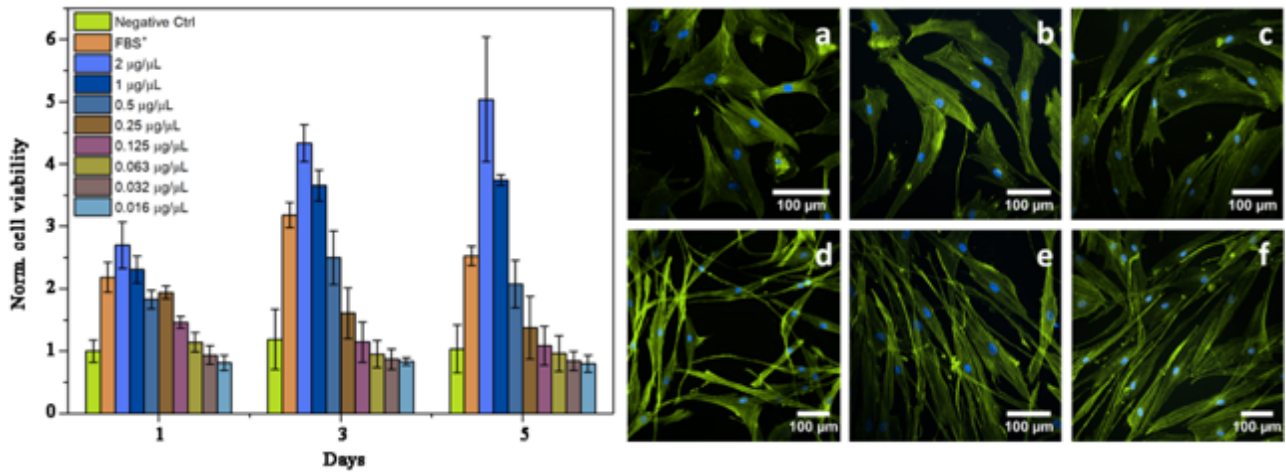 Negative Ctrl
FBS+
2 µg/µL
1 µg/µL
0.5 µg/µL
0.25 µg/µL
0.125 µg/µL
0.063 µg/µL
0.032 µg/µL
0.016 µg/µL
Norm. cell viability
6
5
4
3
2
1
0
1 3 5
Days
a b c
100 µm 100 µm 100 µm
d e f
100 µm 100 µm 100 µm